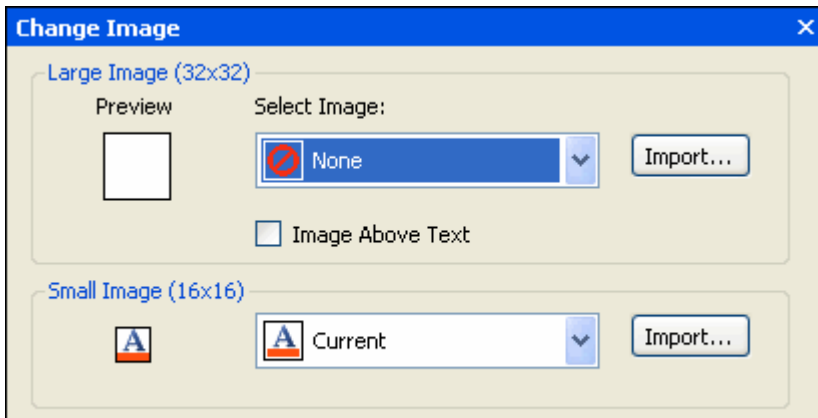 Change Image
Large Image (32x32)
Preview
Select Image:
None
Import...
Image Above Text
Small Image (16x16)
A
A
Current
Import...